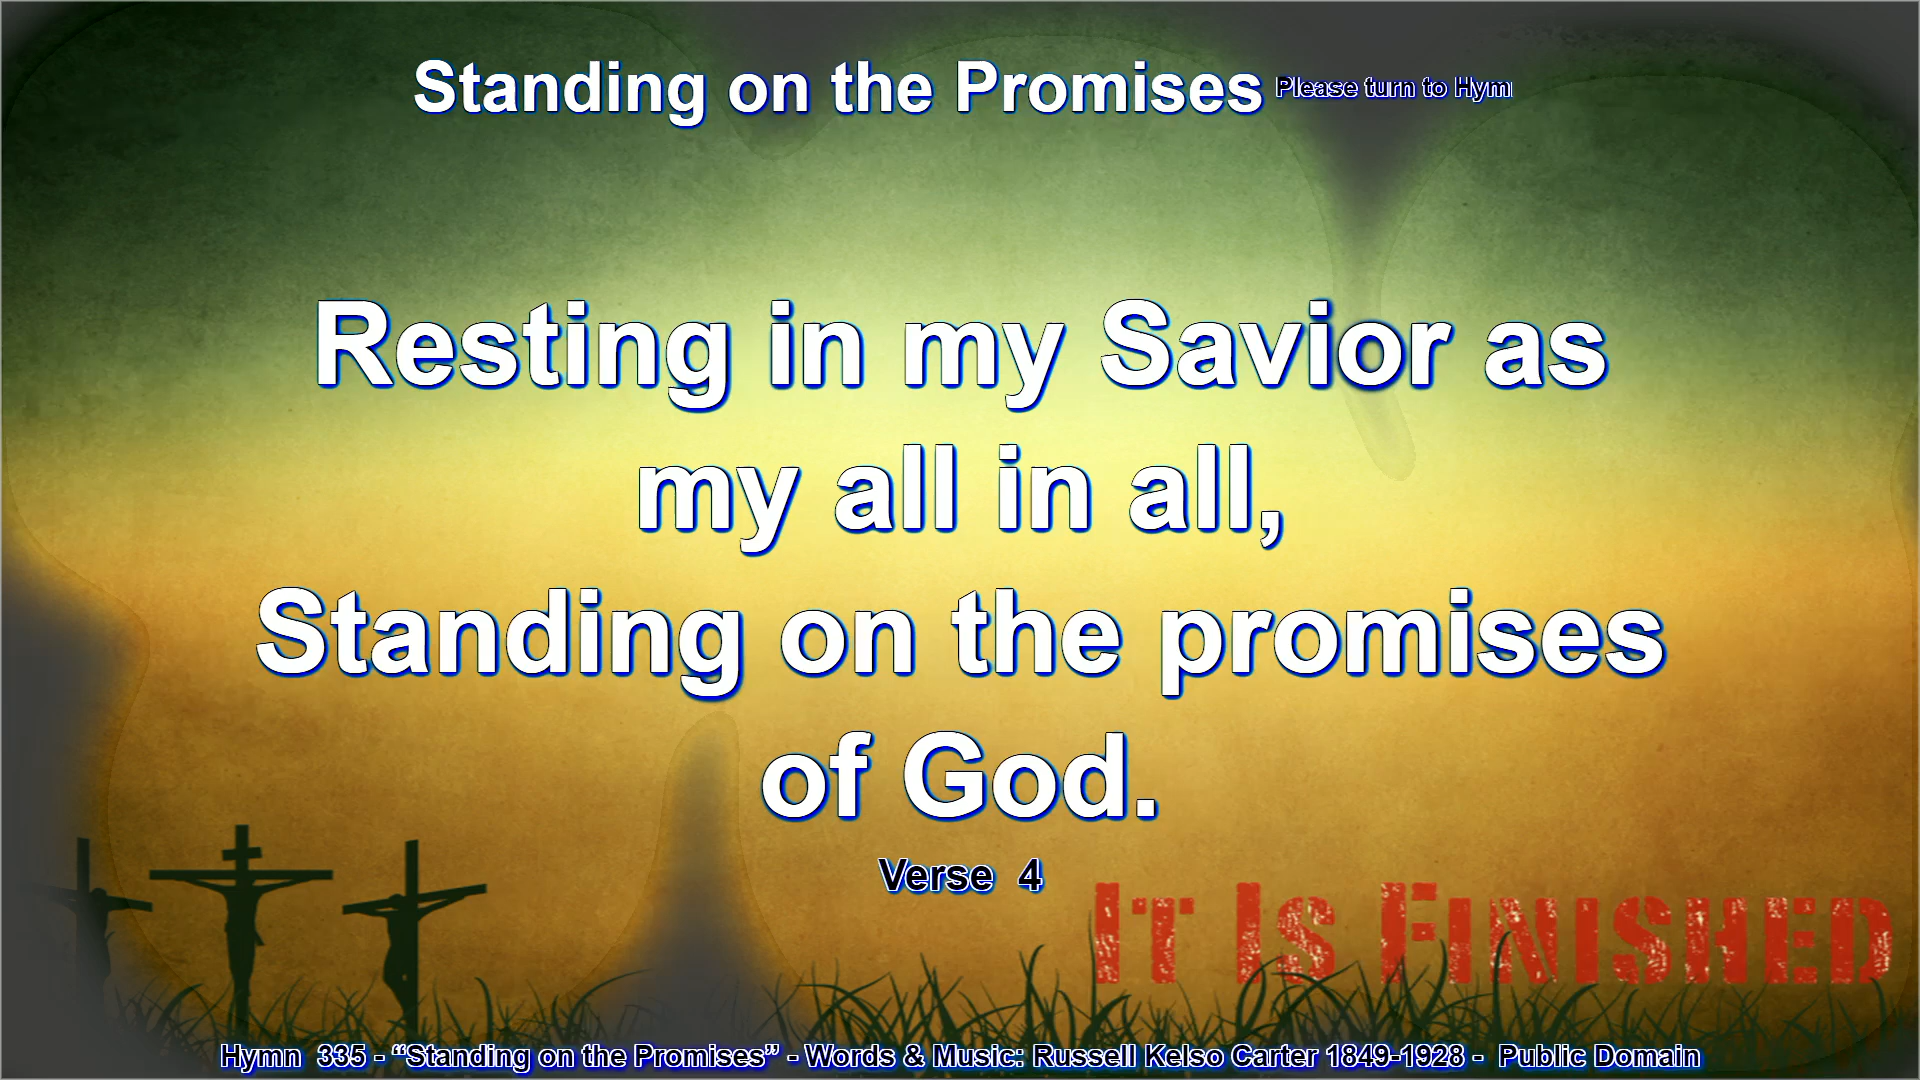 Standing on the Promises Please turn to Hym
Resting in my Savior as
my all in all,
Standing on the promises
of God.
Verse 4
IT IS FINISHED
Hymn 335 - “Standing on the Promises” - Words & Music: Russell Kelso Carter 1849-1928 - Public Domain